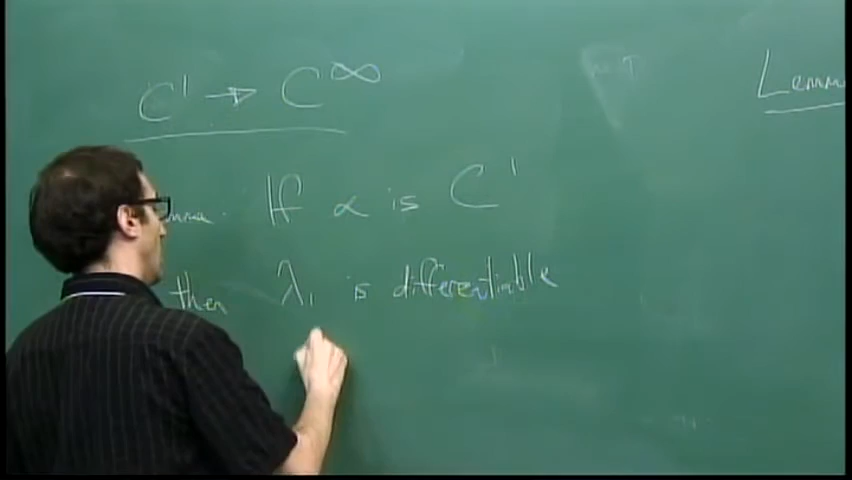 C¹ → C^∞
If α is C¹
then λ₁ is differentiable